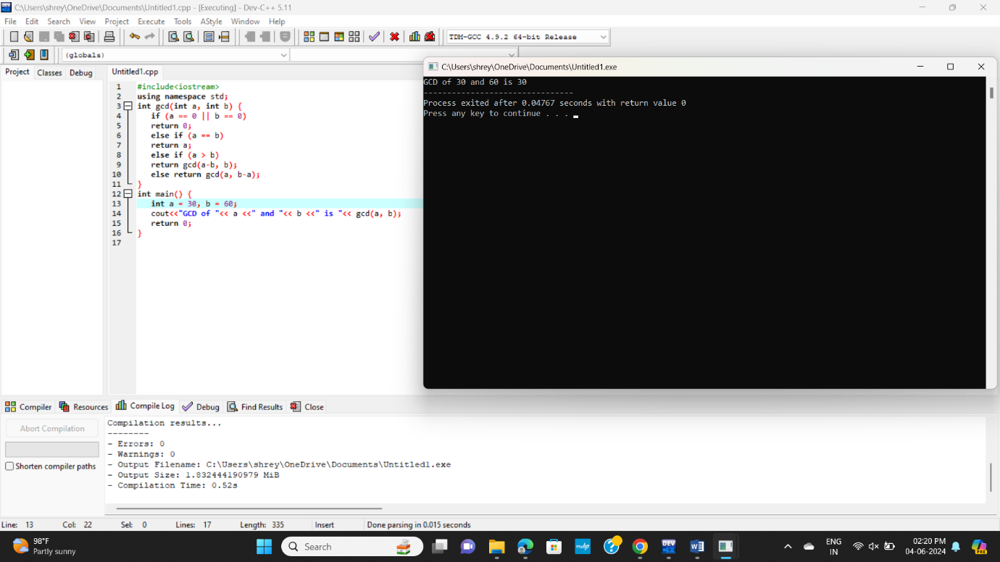 C:\Users\shrey\OneDrive\Documents\Untitled1.cpp - [Executing] - Dev-C++ 5.11
File Edit Search View Project Execute Tools AStyle Window Help
TDM-GCC 4.9.2 64-bit Release
(globals)
Project Classes Debug
Untitled1.cpp
1 #include<iostream>
2 using namespace std;
3 int gcd(int a, int b) {
4 if (a == 0 || b == 0)
5 return 0;
6 else if (a == b)
7 return a;
8 else if (a > b)
9 return gcd(a-b, b);
10 else return gcd(a, b-a);
11 }
12 int main() {
13 int a = 30, b = 60;
14 cout<<"GCD of "<< a <<" and "<< b <<" is "<< gcd(a, b);
15 return 0;
16 }
17
C:\Users\shrey\OneDrive\Documents\Untitled1.exe
GCD of 30 and 60 is 30
--------------------------------
Process exited after 0.04767 seconds with return value 0
Press any key to continue . . .
Compiler Resources Compile Log Debug Find Results Close
Abort Compilation
Shorten compiler paths
Compilation results...
--------
- Errors: 0
- Warnings: 0
- Output Filename: C:\Users\shrey\OneDrive\Documents\Untitled1.exe
- Output Size: 1.832444190979 MiB
- Compilation Time: 0.52s
Line: 13 Col: 22 Sel: 0 Lines: 17 Length: 335 Insert Done parsing in 0.015 seconds
98°F
Partly sunny
Search
mvhp
DEV
W
PRE
ENG
IN
02:20 PM
04-06-2024